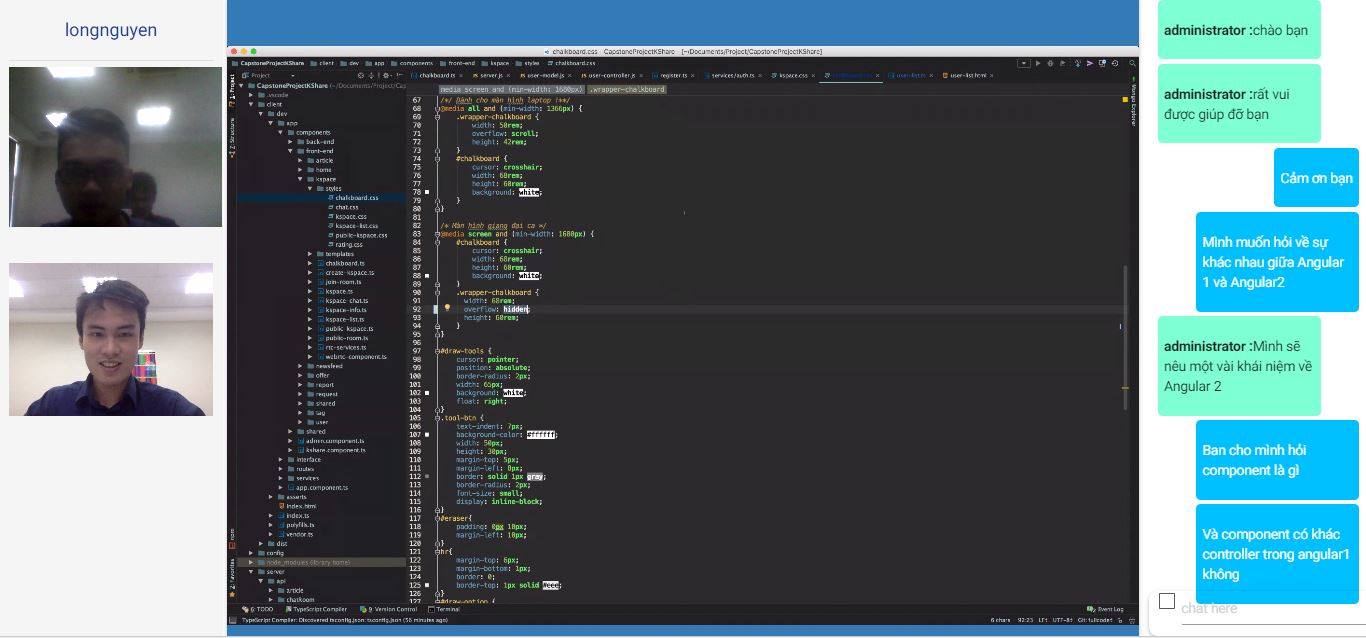 longnguyen
chalkboard.css - CapstoneProjectKShare - [~/Documents/Project/CapstoneProjectKShare]
CapstoneProjectKShare client dev app components front-end kspace styles chalkboard.css
Project
chalkboard.ts server.js user-model.js user-controller.js register.ts services/auth.ts kspace.css user-list.ts user-list.html
CapstoneProjectKShare (~/Documents/Project/Cap
.vscode
client
dev
app
components
back-end
front-end
article
home
kspace
styles
chalkboard.css
chat.css
kspace.css
kspace-list.css
public-kspace.css
rating.css
templates
chalkboard.ts
create-kspace.ts
join-room.ts
kspace.ts
kspace-chat.ts
kspace-info.ts
kspace-list.ts
public-kspace.ts
public-room.ts
rtc-services.ts
webrtc-component.ts
newsfeed
offer
report
request
shared
tag
user
shared
admin.component.ts
kshare.component.ts
interface
routes
services
app.component.ts
asserts
index.html
index.ts
polyfills.ts
vendor.ts
dist
config
node_modules (library home)
server
api
article
chatroom
media screen and (min-width: 1680px) .wrapper-chalkboard
67 /*/ Dành cho màn hình laptop !**/
68 @media all and (min-width: 1366px) {
69 .wrapper-chalkboard {
70 width: 50rem;
71 overflow: scroll;
72 height: 42rem;
73 }
74 #chalkboard {
75 cursor: crosshair;
76 width: 68rem;
77 height: 60rem;
78 background: white;
79 }
80 }
81
82 /* Màn hình giang đại ca */
83 @media screen and (min-width: 1680px) {
84 #chalkboard {
85 cursor: crosshair;
86 width: 68rem;
87 height: 60rem;
88 background: white;
89 }
90 .wrapper-chalkboard {
91 width: 68rem;
92 overflow: hidden;
93 height: 60rem;
94 }
95 }
96
97 #draw-tools {
98 cursor: pointer;
99 position: absolute;
100 border-radius: 2px;
101 width: 65px;
102 background: white;
103 float: right;
104 }
105 .tool-btn {
106 text-indent: 7px;
107 background-color: #ffffff;
108 width: 50px;
109 height: 30px;
110 margin-top: 5px;
111 margin-left: 8px;
112 border: solid 1px gray;
113 border-radius: 2px;
114 font-size: small;
115 display: inline-block;
116 }
117 #eraser{
118 padding: 0px 10px;
119 margin-left: 10px;
120 }
121 hr{
122 margin-top: 6px;
123 margin-bottom: 1px;
124 border: 0;
125 border-top: 1px solid #eee;
126 }
127 #draw-option {
6: TODO TypeScript Compiler 9: Version Control Terminal Event Log
TypeScript Compiler: Discovered tsconfig.json: tsconfig.json (56 minutes ago) 6 chars 92:23 LF÷ UTF-8÷ Git: fullcode÷
administrator :chào bạn
administrator :rất vui
được giúp đỡ bạn
Cảm ơn bạn
Mình muốn hỏi về sự
khác nhau giữa Angular
1 và Angular2
administrator :Mình sẽ
nêu một vài khái niệm về
Angular 2
Ban cho mình hỏi
component là gì
Và component có khác
controller trong angular1
không
chat here